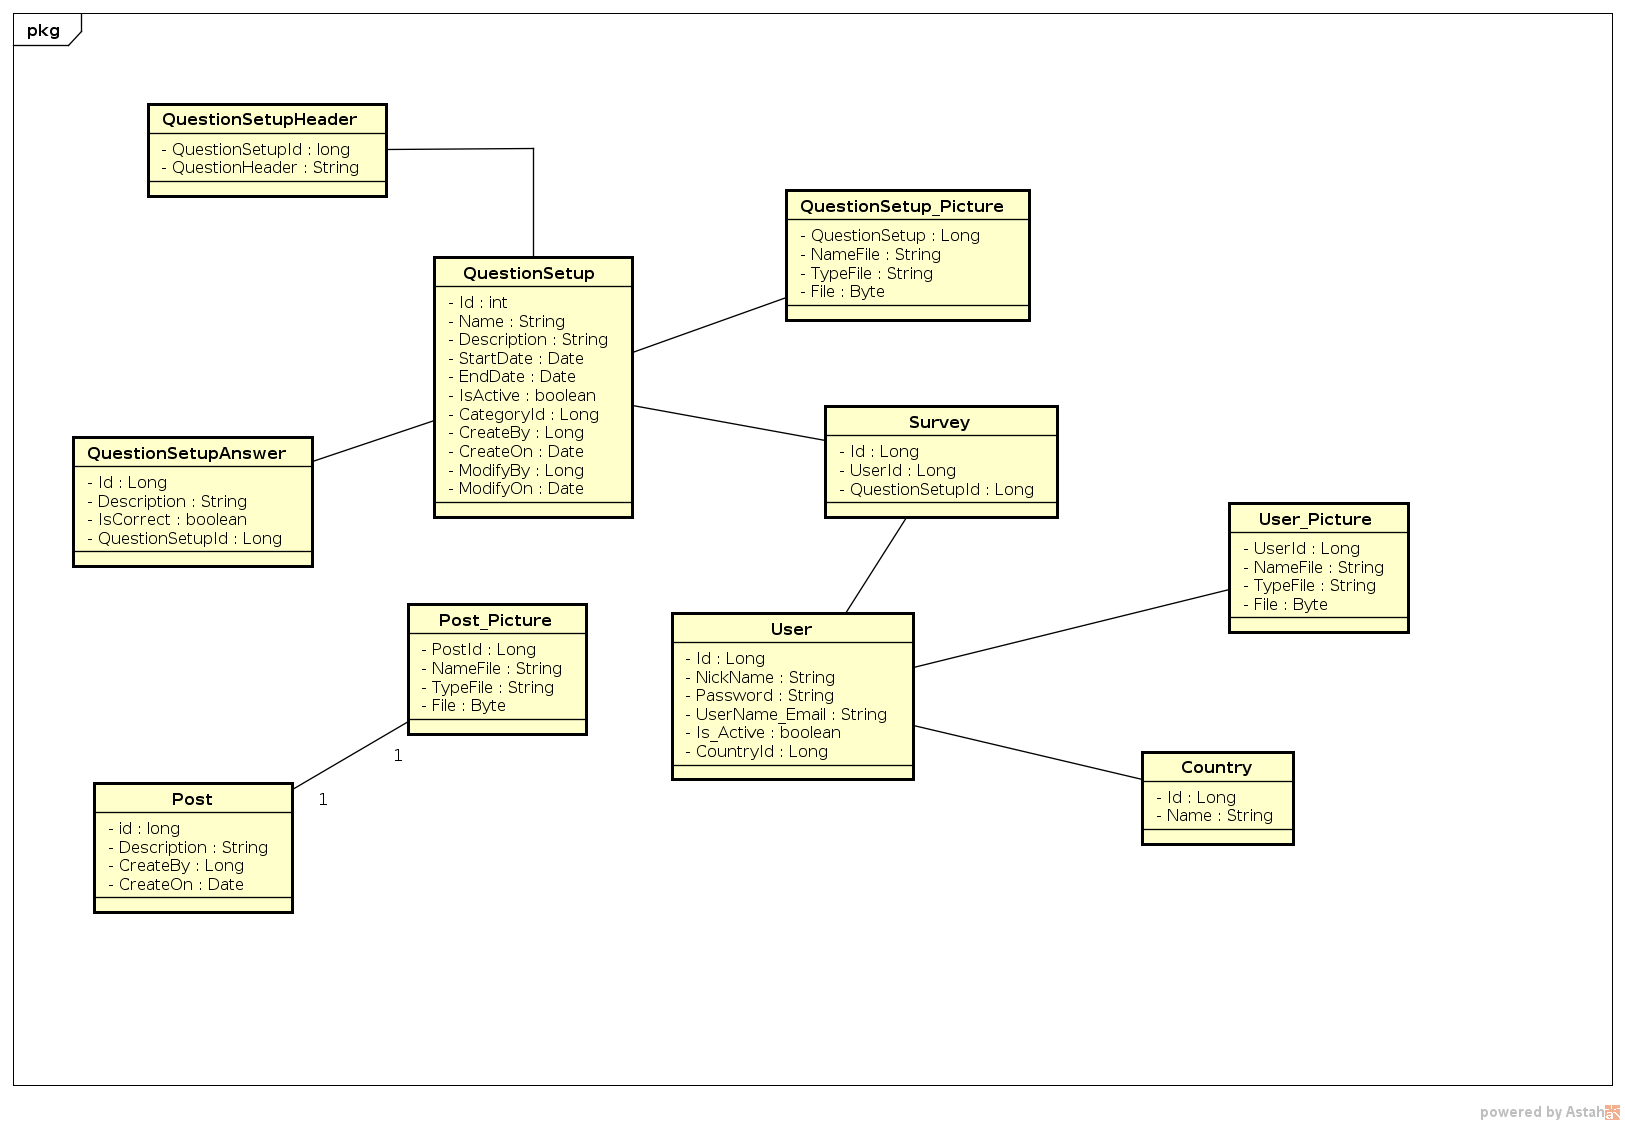 pkg
QuestionSetupHeader
- QuestionSetupId : long
- QuestionHeader : String
QuestionSetup_Picture
- QuestionSetup : Long
- NameFile : String
- TypeFile : String
- File : Byte
QuestionSetup
- Id : int
- Name : String
- Description : String
- StartDate : Date
- EndDate : Date
- IsActive : boolean
- CategoryId : Long
- CreateBy : Long
- CreateOn : Date
- ModifyBy : Long
- ModifyOn : Date
Survey
- Id : Long
- UserId : Long
- QuestionSetupId : Long
QuestionSetupAnswer
- Id : Long
- Description : String
- IsCorrect : boolean
- QuestionSetupId : Long
User_Picture
- UserId : Long
- NameFile : String
- TypeFile : String
- File : Byte
Post_Picture
- PostId : Long
- NameFile : String
- TypeFile : String
- File : Byte
User
- Id : Long
- NickName : String
- Password : String
- UserName_Email : String
- Is_Active : boolean
- CountryId : Long
1
1
Country
- Id : Long
- Name : String
Post
- id : long
- Description : String
- CreateBy : Long
- CreateOn : Date
powered by Astah